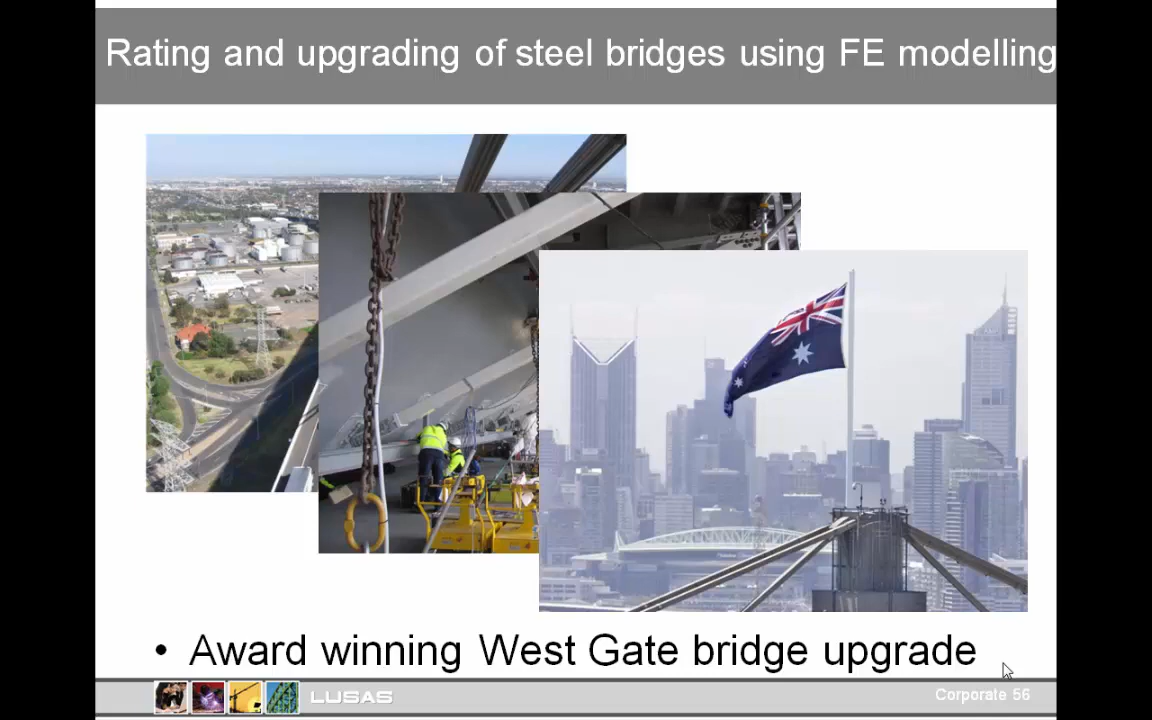 Rating and upgrading of steel bridges using FE modelling
• Award winning West Gate bridge upgrade
LUSAS
Corporate 56